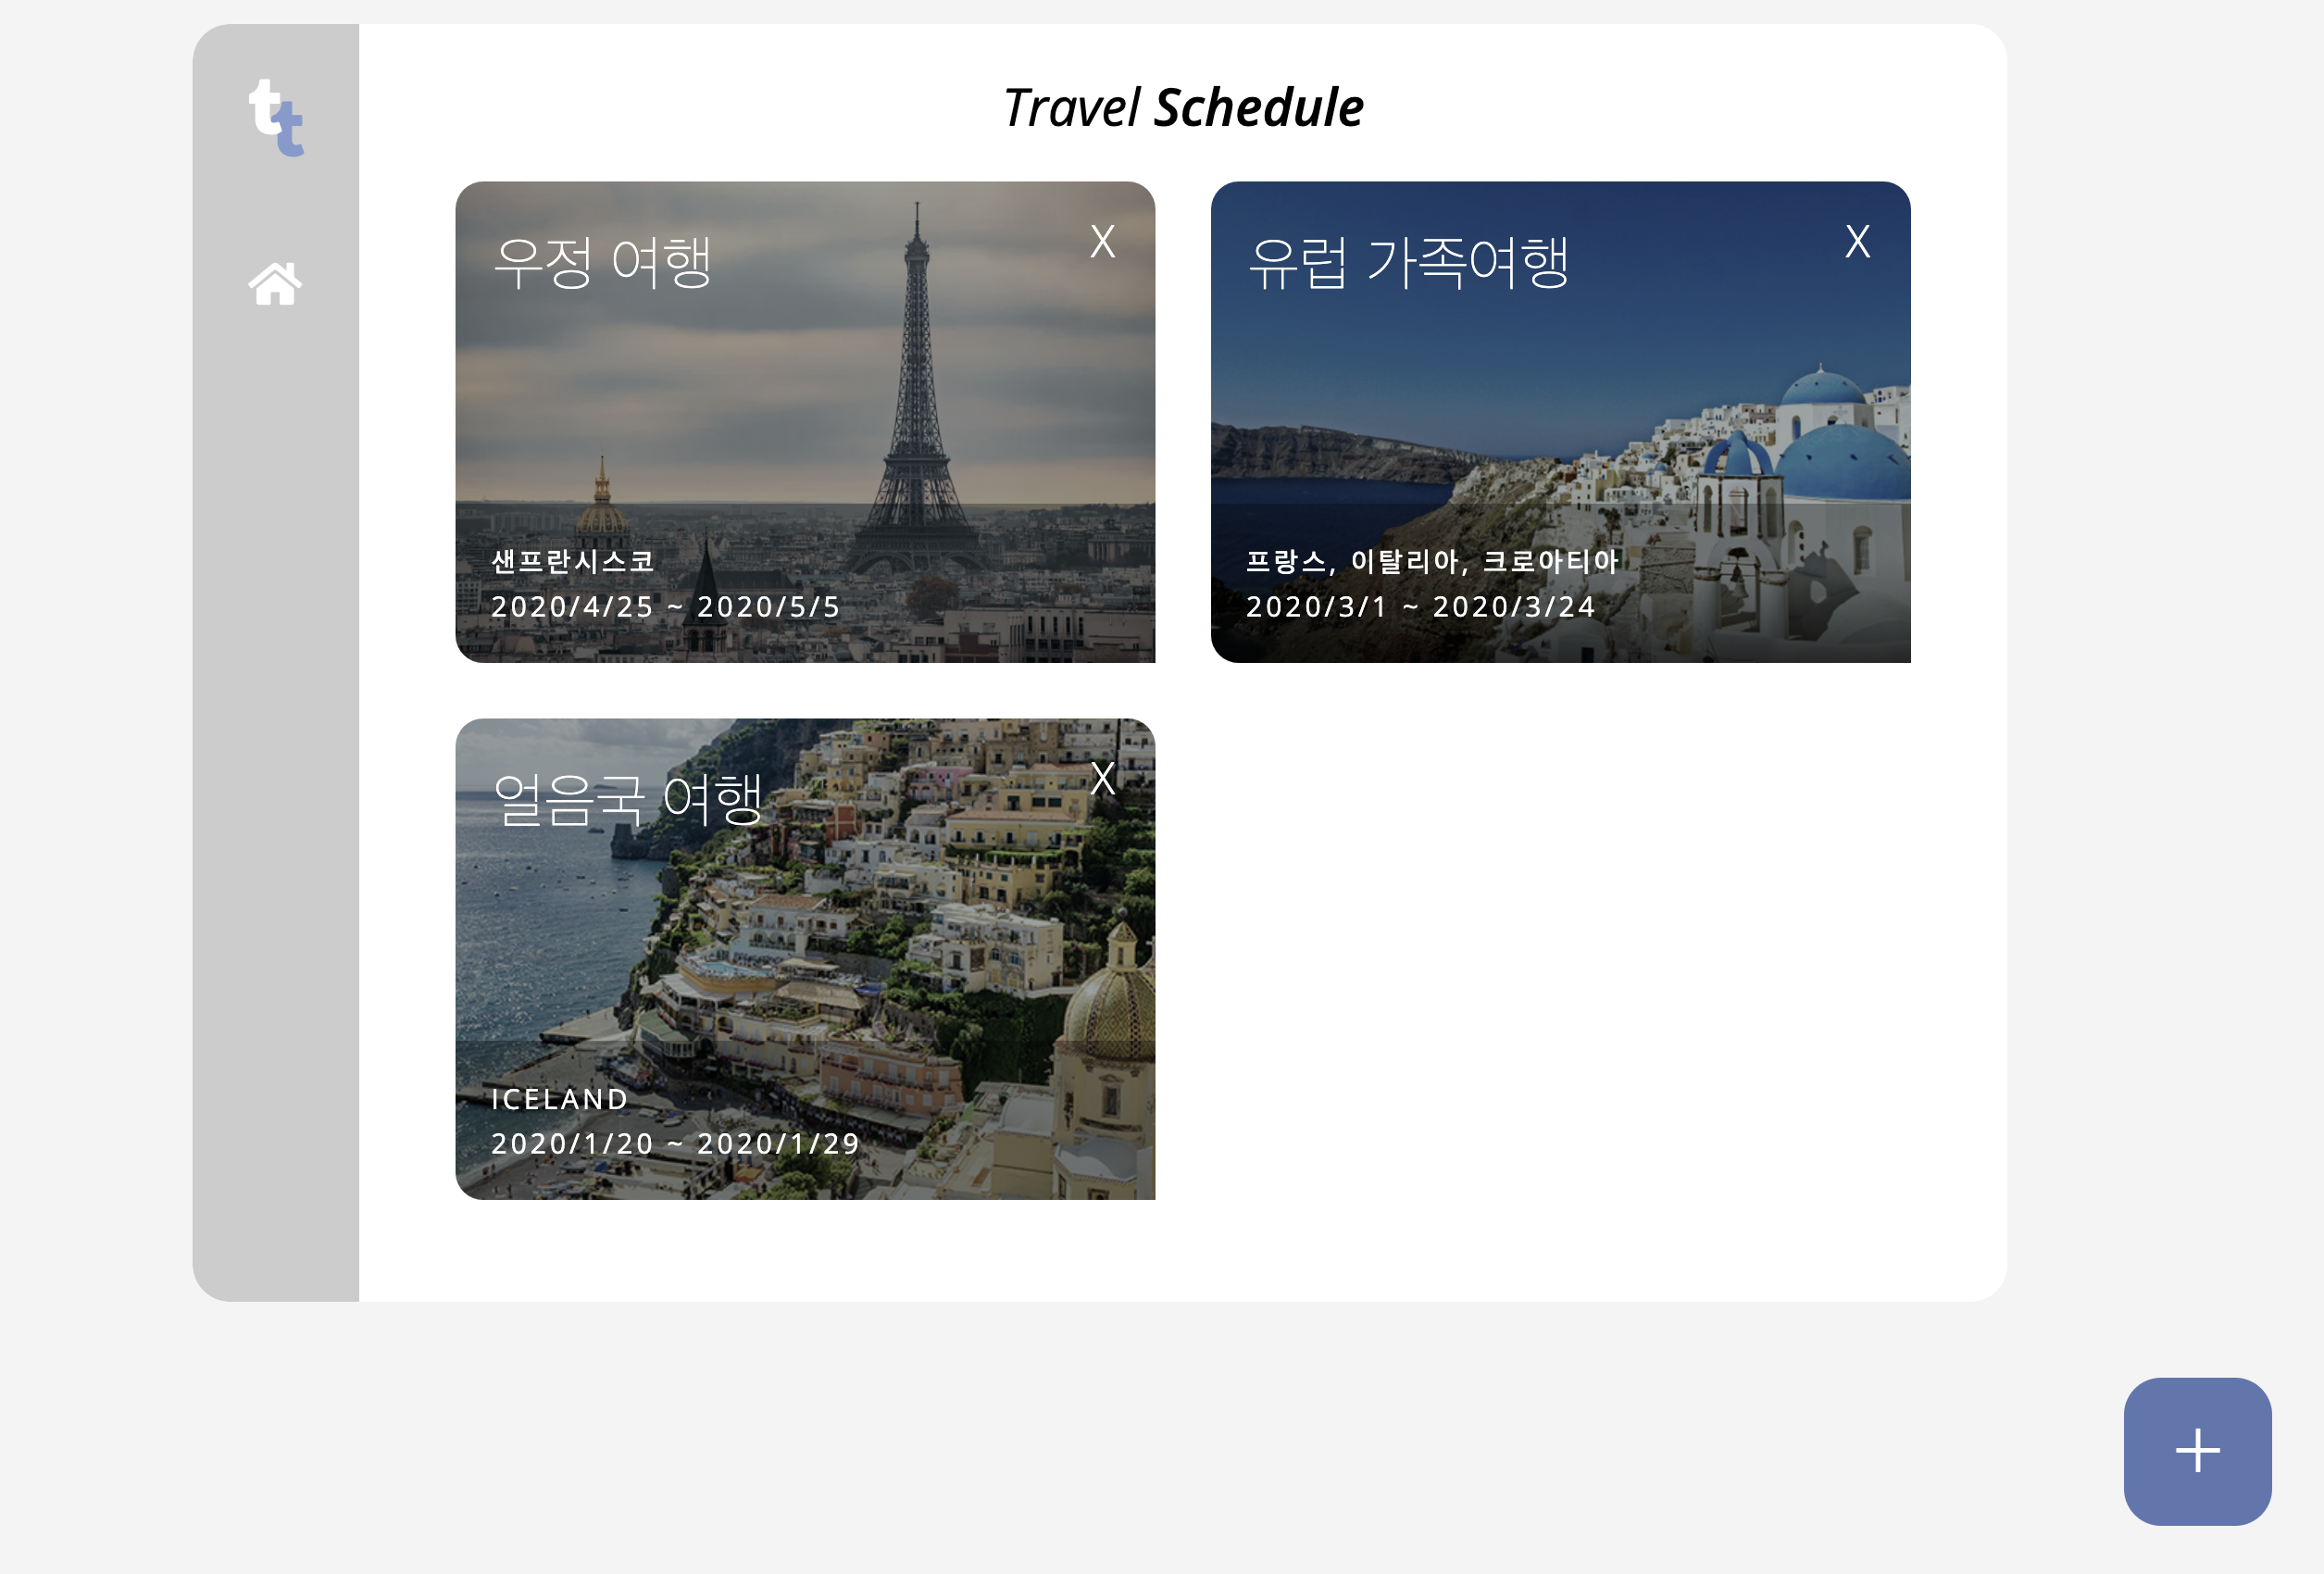 tt
Travel Schedule
우정 여행
X
샌프란시스코
2020/4/25 ~ 2020/5/5
유럽 가족여행
X
프랑스, 이탈리아, 크로아티아
2020/3/1 ~ 2020/3/24
얼음국 여행
X
ICELAND
2020/1/20 ~ 2020/1/29
+